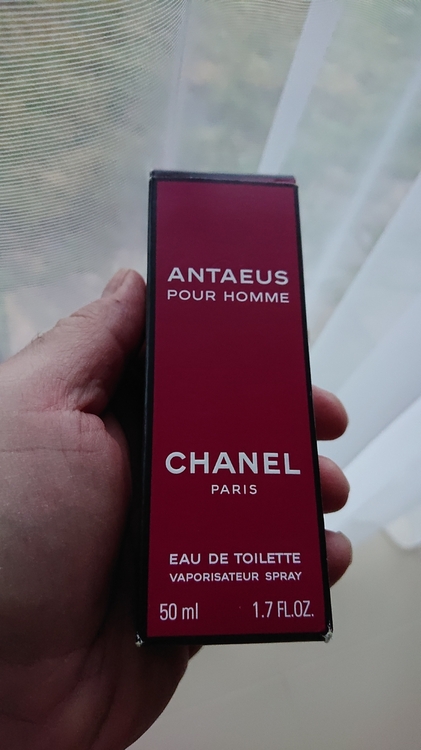 ANTAEUS
POUR HOMME
CHANEL
PARIS
EAU DE TOILETTE
VAPORISATEUR SPRAY
50 ml 1.7 FL.OZ.